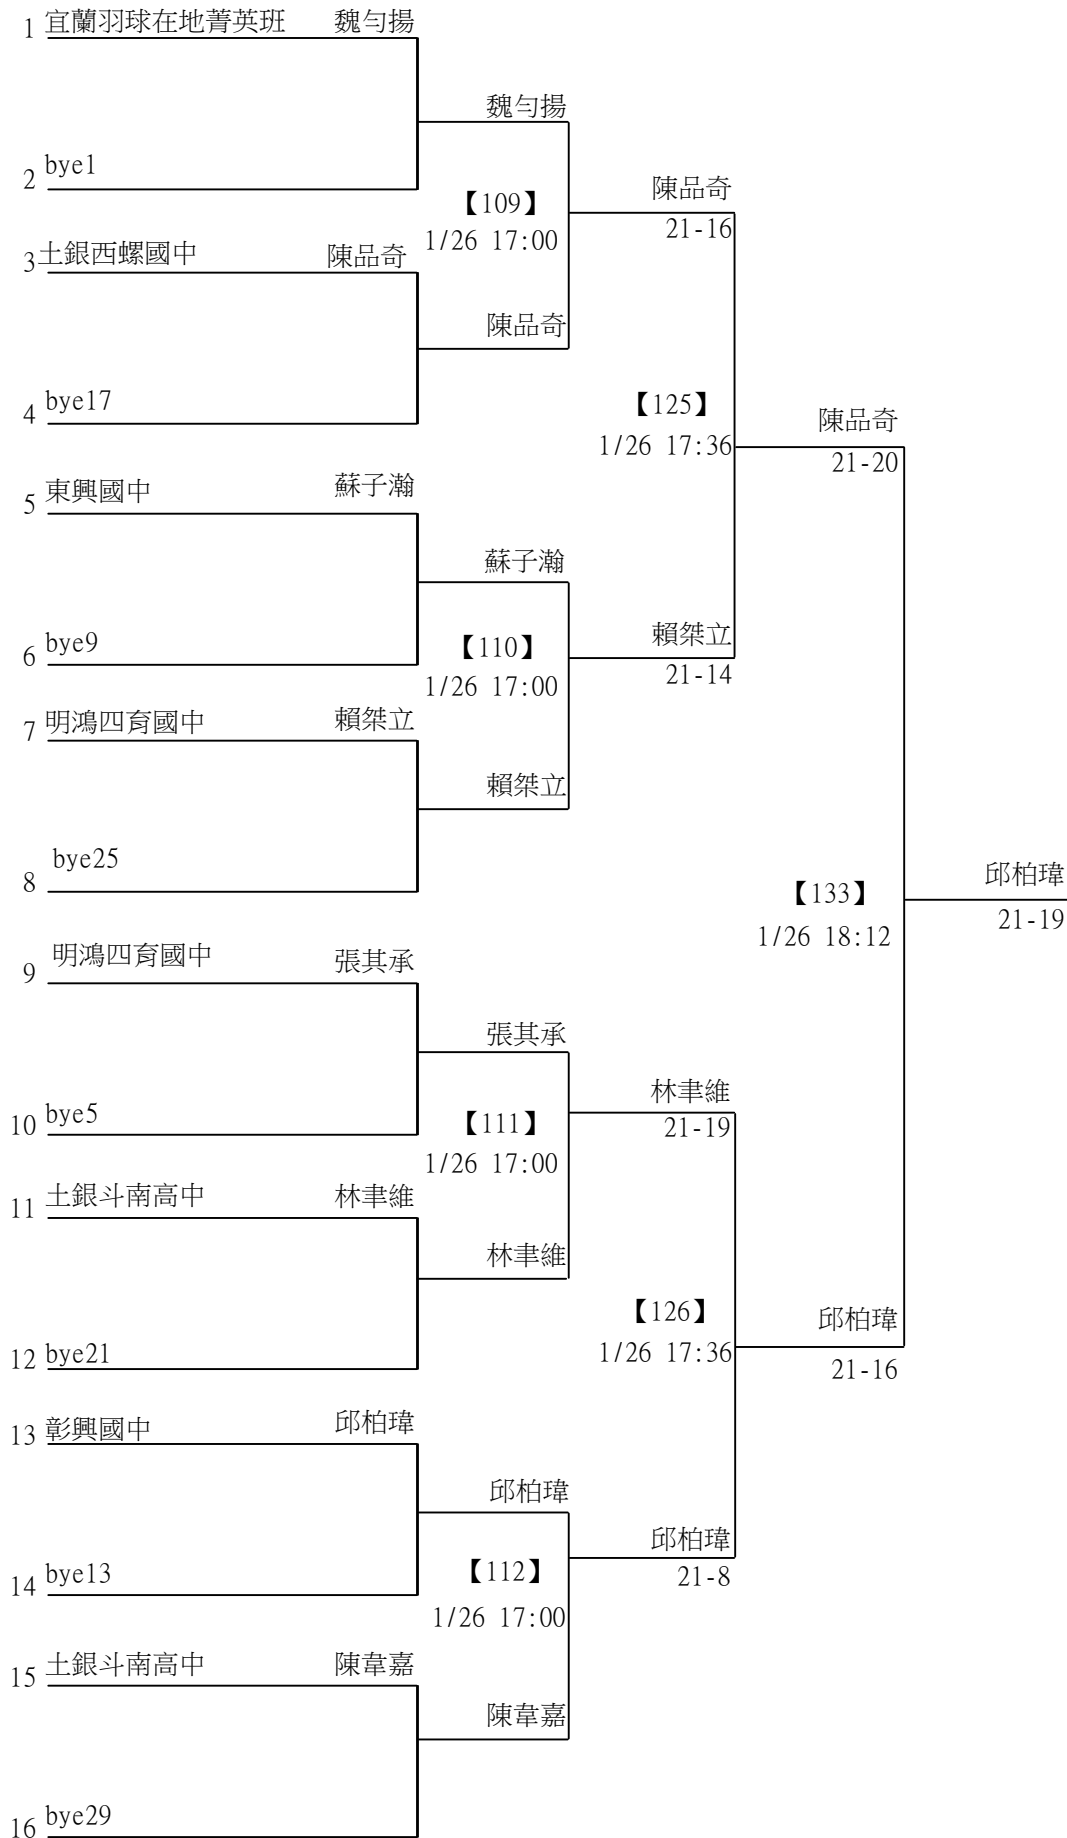 1 宜蘭羽球在地菁英班 魏勻揚
魏勻揚
2 bye1
【109】
1/26 17:00
陳品奇
21-16
3 土銀西螺國中 陳品奇
陳品奇
4 bye17
【125】
1/26 17:36
陳品奇
21-20
5 東興國中 蘇子瀚
蘇子瀚
6 bye9
【110】
1/26 17:00
賴桀立
21-14
7 明鴻四育國中 賴桀立
賴桀立
8 bye25
【133】
1/26 18:12
邱柏瑋
21-19
9 明鴻四育國中 張其承
張其承
10 bye5
【111】
1/26 17:00
林聿維
21-19
11 土銀斗南高中 林聿維
林聿維
12 bye21
【126】
1/26 17:36
邱柏瑋
21-16
13 彰興國中 邱柏瑋
邱柏瑋
14 bye13
【112】
1/26 17:00
邱柏瑋
21-8
15 土銀斗南高中 陳韋嘉
陳韋嘉
16 bye29